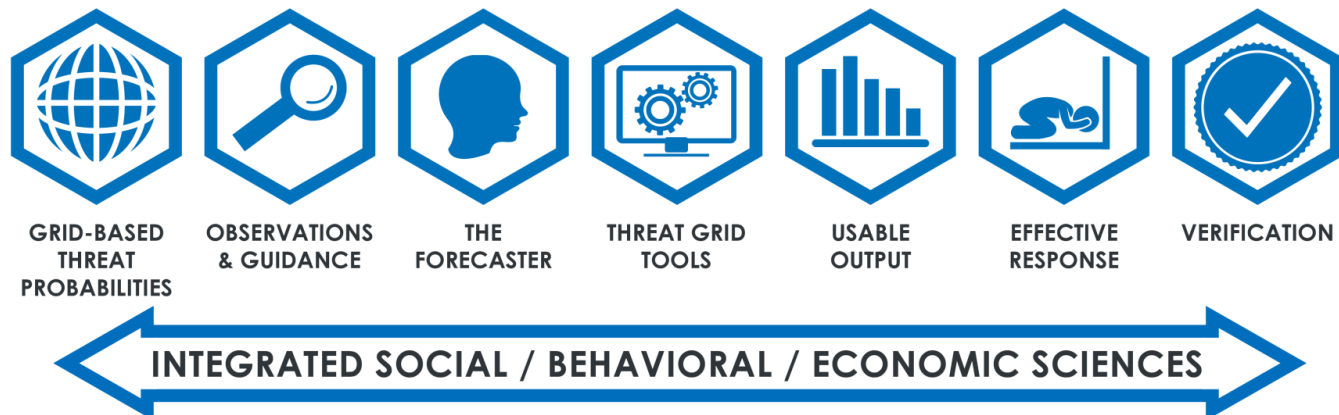 GRID-BASED
THREAT
PROBABILITIES
OBSERVATIONS
& GUIDANCE
THE
FORECASTER
THREAT GRID
TOOLS
USABLE
OUTPUT
EFFECTIVE
RESPONSE
VERIFICATION
INTEGRATED SOCIAL / BEHAVIORAL / ECONOMIC SCIENCES